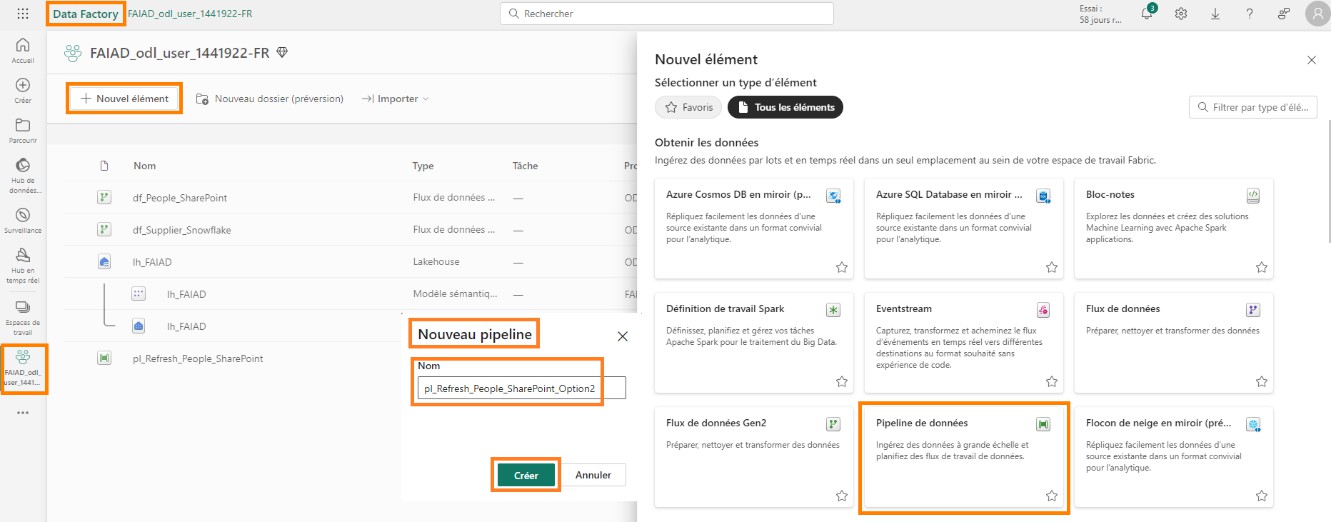 Data Factory FAIAD_odl_user_1441922-FR
Rechercher
Essai :
58 jours r...
3
Accueil
Créer
Parcourir
Hub de
données...
Surveillance
Hub en
temps réel
Espaces de
travail
FAIAD_odl_
user_1441...
FAIAD_odl_user_1441922-FR
Nouvel élément
Nouveau dossier (préversion)
Importer
Nom Type Tâche Pro
df_People_SharePoint Flux de données ... — OD
df_Supplier_Snowflake Flux de données ... —
lh_FAIAD Lakehouse — OD
lh_FAIAD Modèle sémantiq... — FAI
lh_FAIAD
pl_Refresh_People_SharePoint
Nouveau pipeline
Nom
pl_Refresh_People_SharePoint_Option2
Créer Annuler
Nouvel élément
Sélectionner un type d'élément
Favoris Tous les éléments
Filtrer par type d'élé...
Obtenir les données
Ingérez des données par lots et en temps réel dans un seul emplacement au sein de votre espace de travail Fabric.
Azure Cosmos DB en miroir (p...
Répliquez facilement les données d'une
source existante dans un format convivial
pour l'analytique.
Azure SQL Database en miroir ...
Répliquez facilement les données d'une
source existante dans un format convivial
pour l'analytique.
Bloc-notes
Explorez les données et créez des solutions
Machine Learning avec Apache Spark
applications.
Définition de travail Spark
Définissez, planifiez et gérez vos tâches
Apache Spark pour le traitement du Big Data.
Eventstream
Capturez, transformez et acheminez le flux
d'événements en temps réel vers différentes
destinations au format souhaité sans
expérience de code.
Flux de données
Préparer, nettoyer et transformer des données
Flux de données Gen2
Préparer, nettoyer et transformer des données
Pipeline de données
Ingérez des données à grande échelle et
planifiez des flux de travail de données.
Flocon de neige en miroir (pré...
Répliquez facilement les données d'une
source existante dans un format convivial
pour l'analytique.